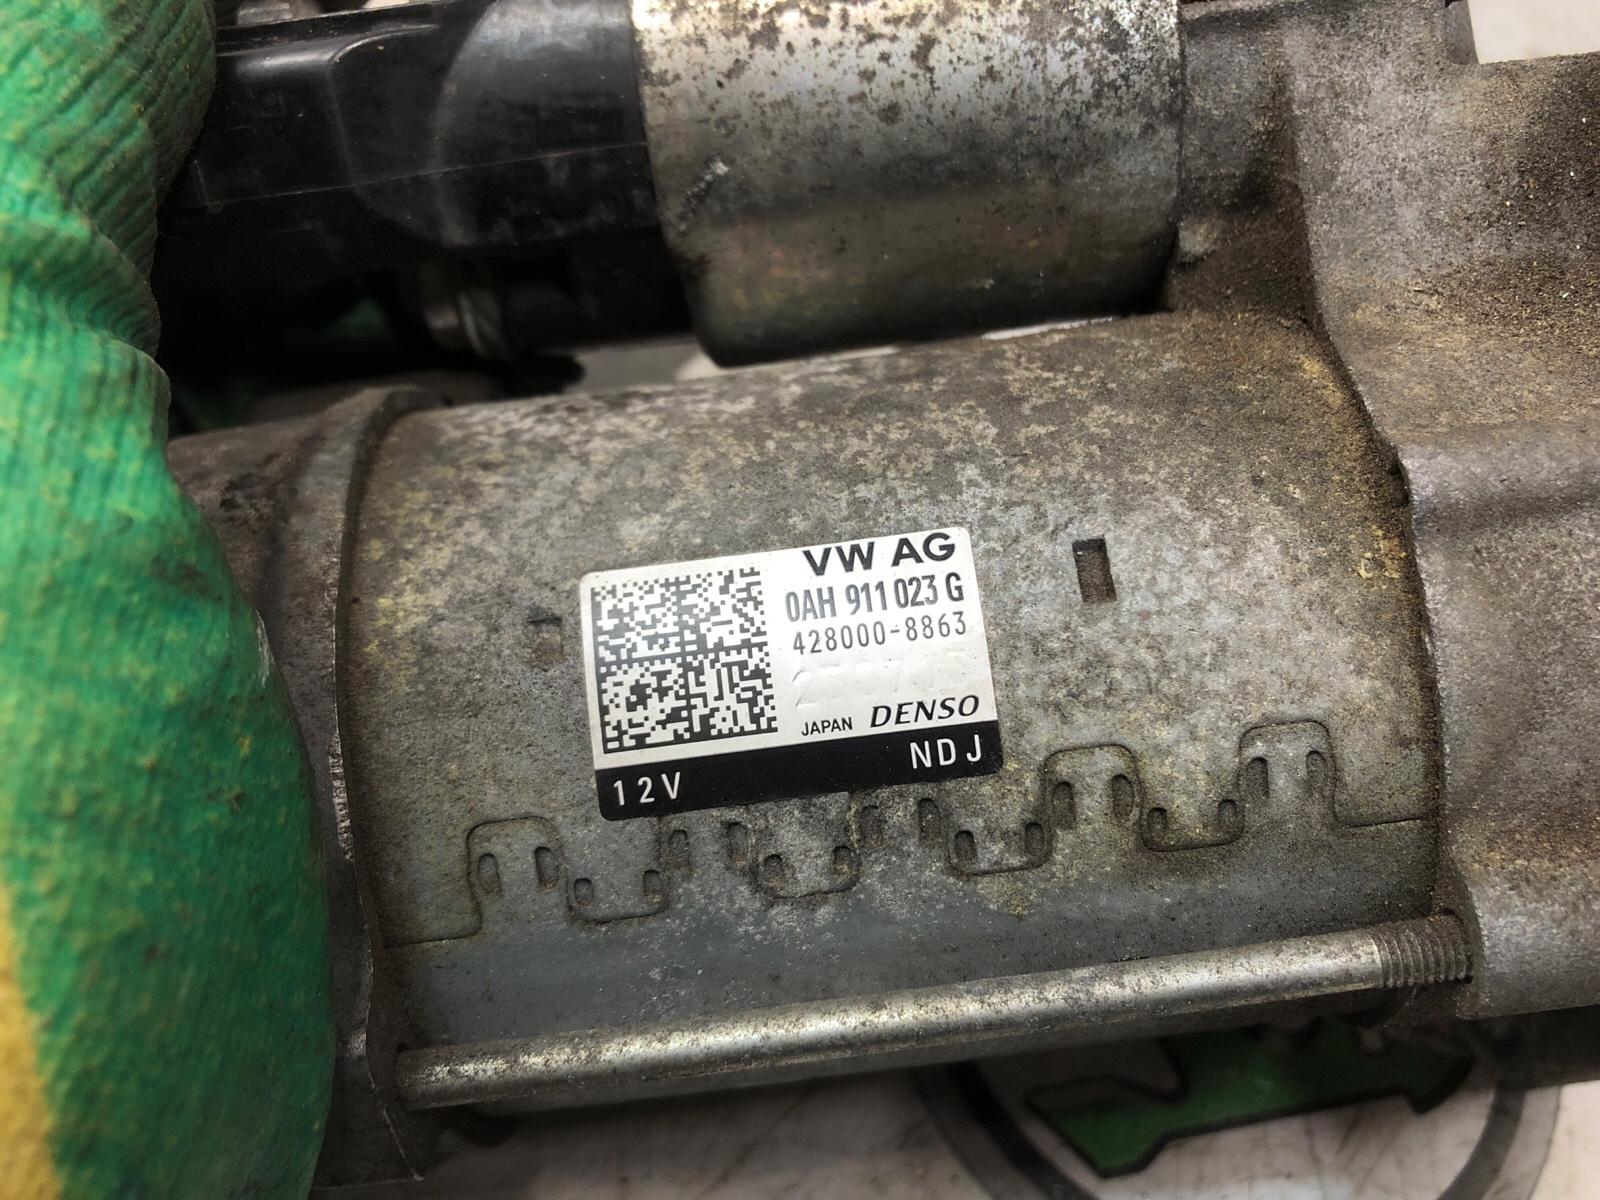 VW AG
0AH 911 023 G
428000-8863
JAPAN DENSO
12V NDJ